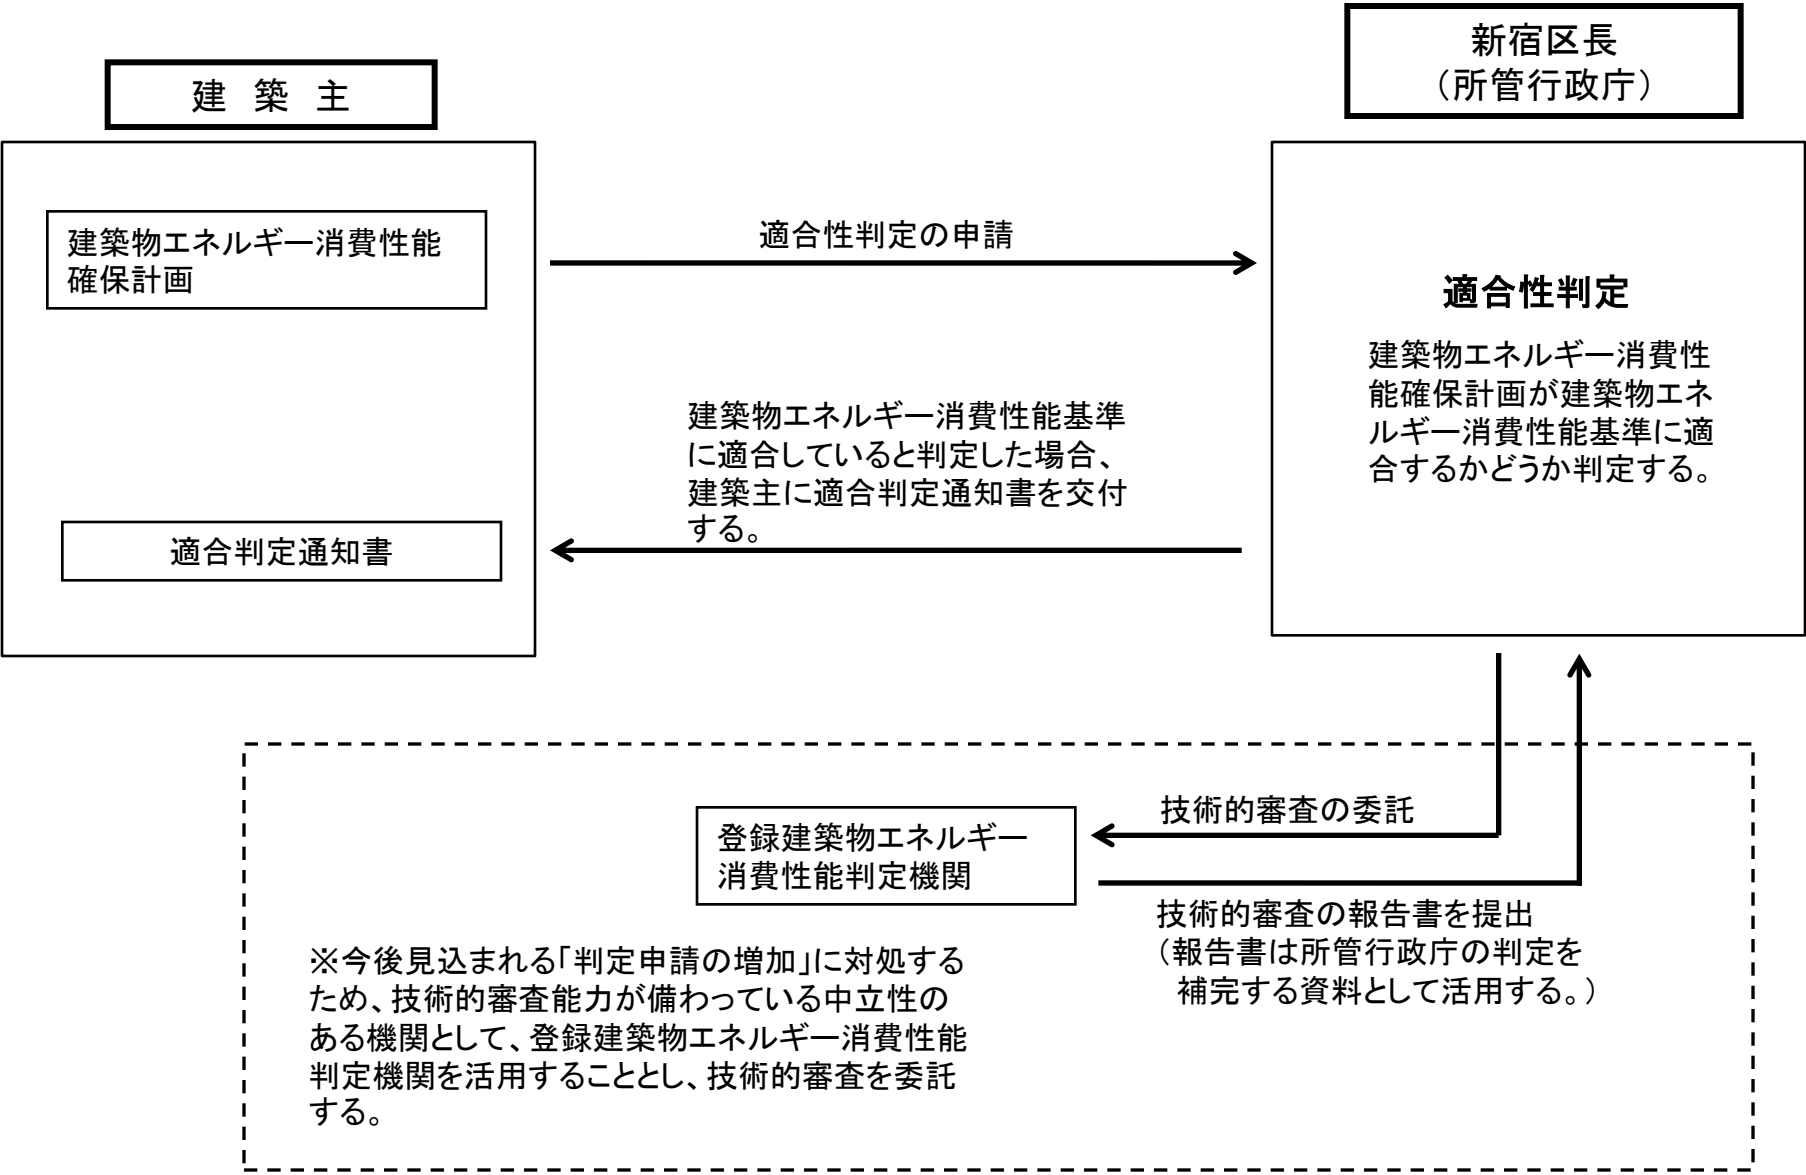 建 築 主
新宿区長
（所管行政庁）
建築物エネルギー消費性能
確保計画
適合判定通知書
適合性判定の申請
建築物エネルギー消費性能基準
に適合していると判定した場合、
建築主に適合判定通知書を交付
する。
適合性判定
建築物エネルギー消費性
能確保計画が建築物エネ
ルギー消費性能基準に適
合するかどうか判定する。
技術的審査の委託
登録建築物エネルギー
消費性能判定機関
技術的審査の報告書を提出
（報告書は所管行政庁の判定を
補完する資料として活用する。）
※今後見込まれる「判定申請の増加」に対処する
ため、技術的審査能力が備わっている中立性の
ある機関として、登録建築物エネルギー消費性能
判定機関を活用することとし、技術的審査を委託
する。